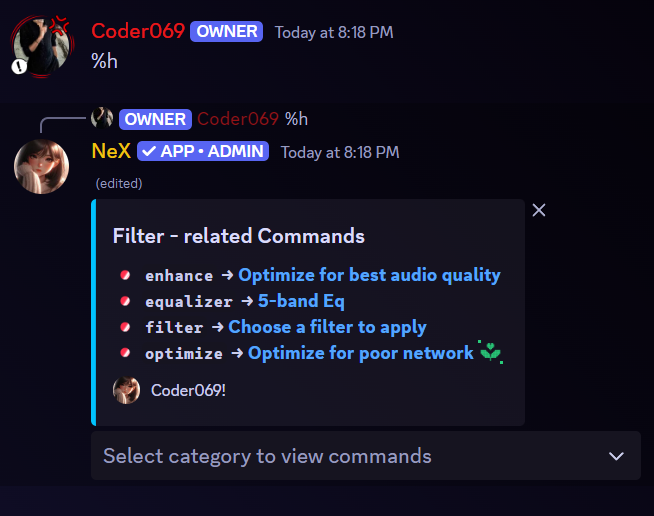 Coder069 OWNER Today at 8:18 PM
%h
OWNER Coder069 %h
NeX ✓ APP • ADMIN Today at 8:18 PM
(edited)
Filter - related Commands
enhance → Optimize for best audio quality
equalizer → 5-band Eq
filter → Choose a filter to apply
optimize → Optimize for poor network
Coder069!
Select category to view commands